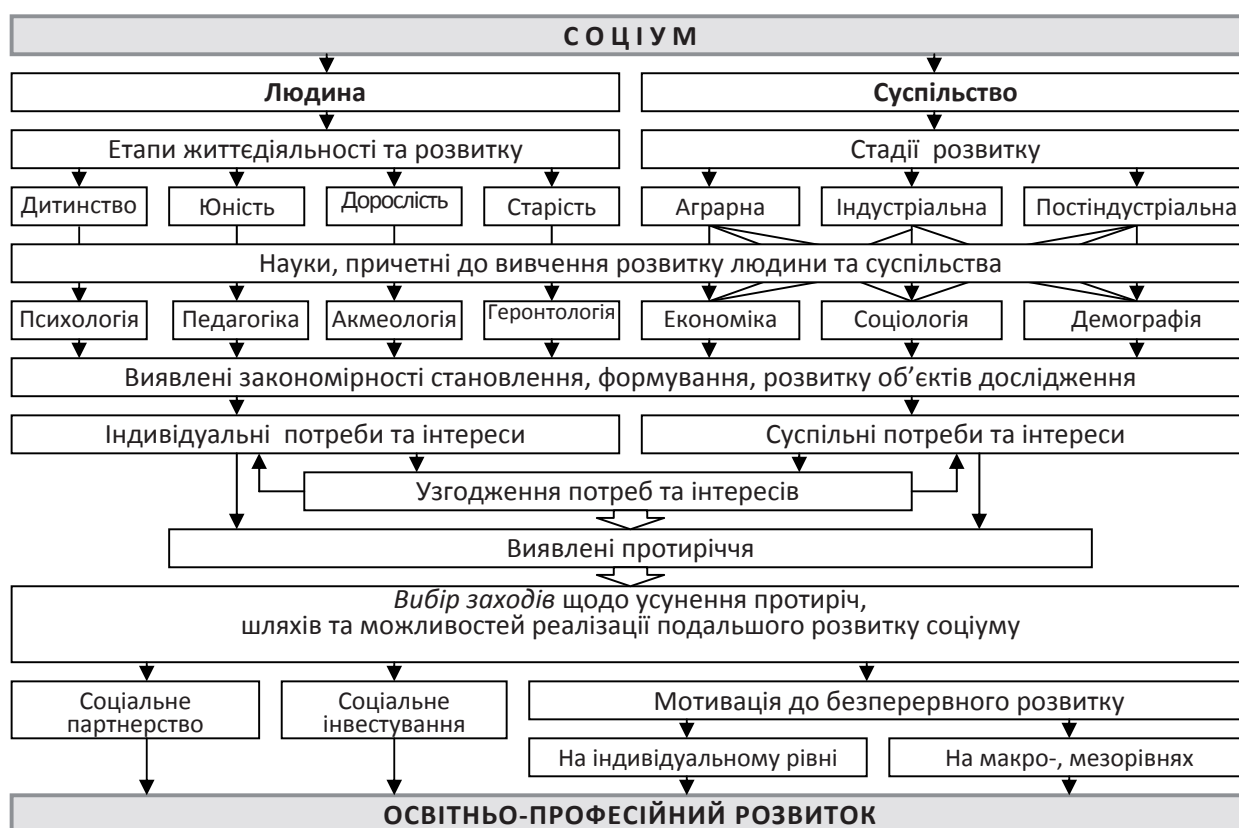 СОЦІУМ
Людина
Суспільство
Етапи життєдіяльності та розвитку
Стадії розвитку
Дитинство
Юність
Дорослість
Старість
Аграрна
Індустріальна
Постіндустріальна
Науки, причетні до вивчення розвитку людини та суспільства
Психологія
Педагогіка
Акмеологія
Геронтологія
Економіка
Соціологія
Демографія
Виявлені закономірності становлення, формування, розвитку об’єктів дослідження
Індивідуальні потреби та інтереси
Суспільні потреби та інтереси
Узгодження потреб та інтересів
Виявлені протиріччя
Вибір заходів щодо усунення протиріч,
шляхів та можливостей реалізації подальшого розвитку соціуму
Соціальне
партнерство
Соціальне
інвестування
Мотивація до безперервного розвитку
На індивідуальному рівні
На макро-, мезорівнях
ОСВІТНЬО-ПРОФЕСІЙНИЙ РОЗВИТОК